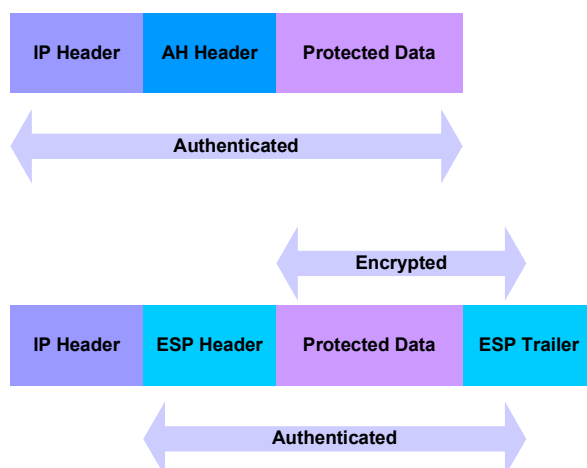 IP Header AH Header Protected Data
Authenticated
Encrypted
IP Header ESP Header Protected Data ESP Trailer
Authenticated